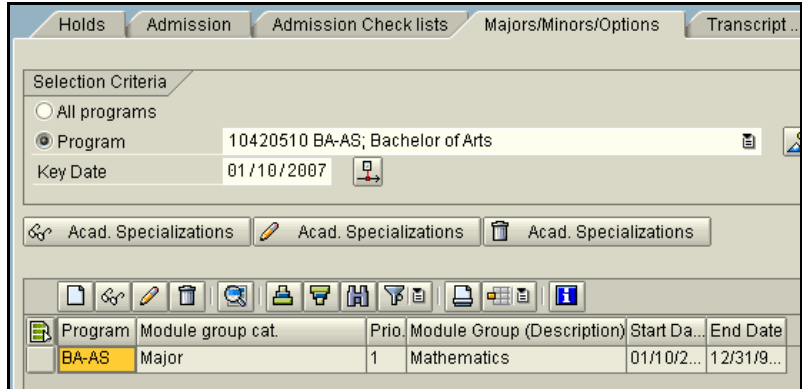 Holds Admission Admission Check lists Majors/Minors/Options Transcript ..
Selection Criteria
All programs
Program 10420510 BA-AS; Bachelor of Arts
Key Date 01/10/2007
Acad. Specializations Acad. Specializations Acad. Specializations
Program Module group cat. Prio. Module Group (Description) Start Da... End Date
BA-AS Major 1 Mathematics 01/10/2... 12/31/9...